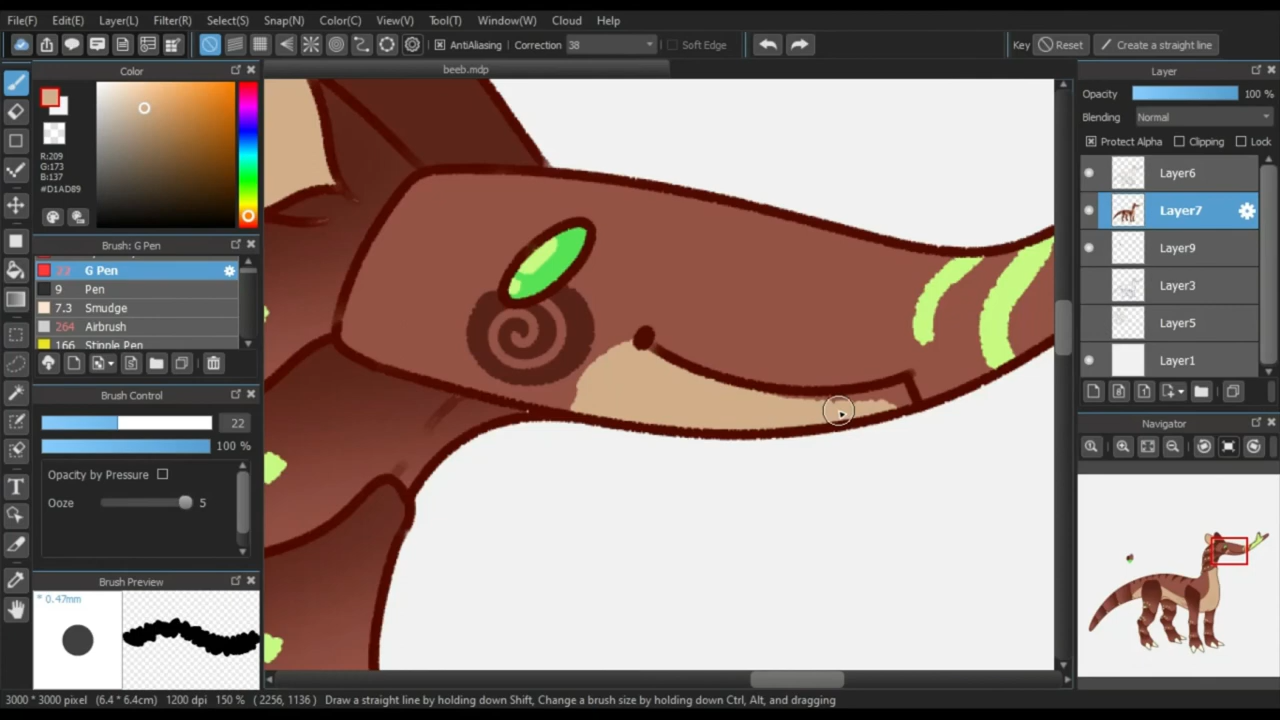 File(F) Edit(E) Layer(L) Filter(R) Select(S) Snap(N) Color(C) View(V) Tool(T) Window(W) Cloud Help
AntiAliasing Correction 38 Soft Edge Key Reset Create a straight line
Color
beeb.mdp
Layer
Opacity 100 %
Blending Normal
Protect Alpha Clipping Lock
R:209
G:173
B:137
#D1AD89
Layer6
Layer7
Layer9
Layer3
Layer5
Layer1
Brush: G Pen
22 G Pen
9 Pen
7.3 Smudge
264 Airbrush
166 Stipple Pen
Brush Control
22
100 %
Opacity by Pressure
Ooze 5
Navigator
Brush Preview
* 0.47mm
3000 * 3000 pixel (6.4 * 6.4cm) 1200 dpi 150 % ( 2256, 1136 ) Draw a straight line by holding down Shift, Change a brush size by holding down Ctrl, Alt, and dragging